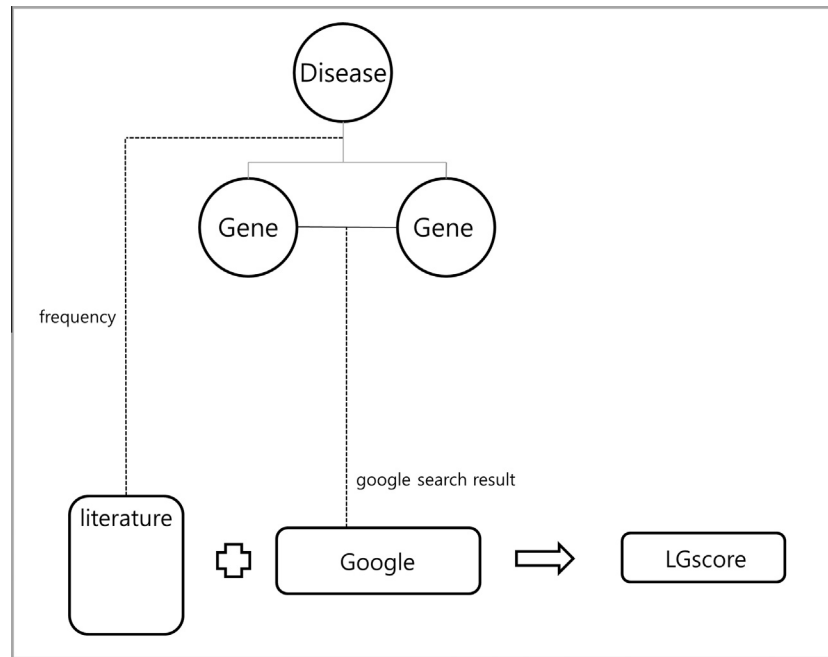 Disease
Gene
Gene
frequency
google search result
literature
Google
LGscore